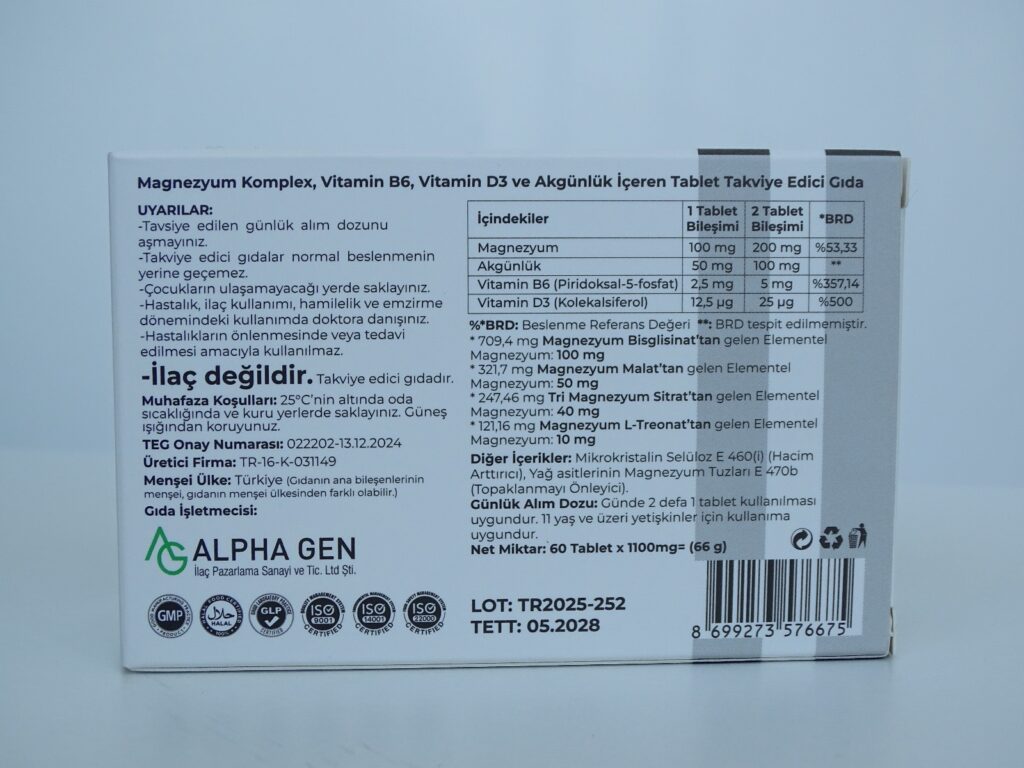 Magnezyum Komplex, Vitamin B6, Vitamin D3 ve Akgünlük İçeren Tablet Takviye Edici Gıda
UYARILAR:
-Tavsiye edilen günlük alım dozunu
aşmayınız.
-Takviye edici gıdalar normal beslenmenin
yerine geçemez.
-Çocukların ulaşamayacağı yerde saklayınız.
-Hastalık, ilaç kullanımı, hamilelik ve emzirme
dönemindeki kullanımda doktora danışınız.
-Hastalıkların önlenmesinde veya tedavi
edilmesi amacıyla kullanılmaz.
-İlaç değildir. Takviye edici gıdadır.
Muhafaza Koşulları: 25°C'nin altında oda
sıcaklığında ve kuru yerlerde saklayınız. Güneş
ışığından koruyunuz.
TEG Onay Numarası: 022202-13.12.2024
Üretici Firma: TR-16-K-031149
Menşei Ülke: Türkiye (Gıdanın ana bileşenlerinin
menşei, gıdanın menşei ülkesinden farklı olabilir.)
Gıda İşletmecisi:
AG ALPHA GEN
İlaç Pazarlama Sanayi ve Tic. Ltd Şti.
GMP
HALAL
GLP CERTIFIED
ISO 9001 CERTIFIED
ISO 14001 CERTIFIED
ISO 22000 CERTIFIED
İçindekiler 1 Tablet Bileşimi 2 Tablet Bileşimi *BRD
Magnezyum 100 mg 200 mg %53,33
Akgünlük 50 mg 100 mg **
Vitamin B6 (Piridoksal-5-fosfat) 2,5 mg 5 mg %357,14
Vitamin D3 (Kolekalsiferol) 12,5 µg 25 µg %500
%*BRD: Beslenme Referans Değeri **: BRD tespit edilmemiştir.
* 709,4 mg Magnezyum Bisglisinat'tan gelen Elementel
Magnezyum: 100 mg
* 321,7 mg Magnezyum Malat'tan gelen Elementel
Magnezyum: 50 mg
* 247,46 mg Tri Magnezyum Sitrat'tan gelen Elementel
Magnezyum: 40 mg
* 121,16 mg Magnezyum L-Treonat'tan gelen Elementel
Magnezyum: 10 mg
Diğer İçerikler: Mikrokristalin Selüloz E 460(i) (Hacim
Arttırıcı), Yağ asitlerinin Magnezyum Tuzları E 470b
(Topaklanmayı Önleyici).
Günlük Alım Dozu: Günde 2 defa 1 tablet kullanılması
uygundur. 11 yaş ve üzeri yetişkinler için kullanıma
uygundur.
Net Miktar: 60 Tablet x 1100mg= (66 g)
LOT: TR2025-252
TETT: 05.2028
8 699273 576675